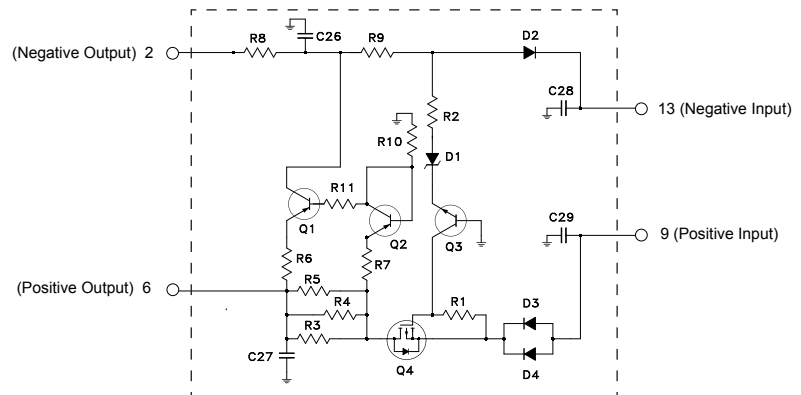 R8
C26
R9
D2
(Negative Output) 2
C28
13 (Negative Input)
R2
R10
D1
R11
Q1
Q2
Q3
C29
9 (Positive Input)
R6
R7
(Positive Output) 6
R5
R4
R1
D3
R3
C27
Q4
D4